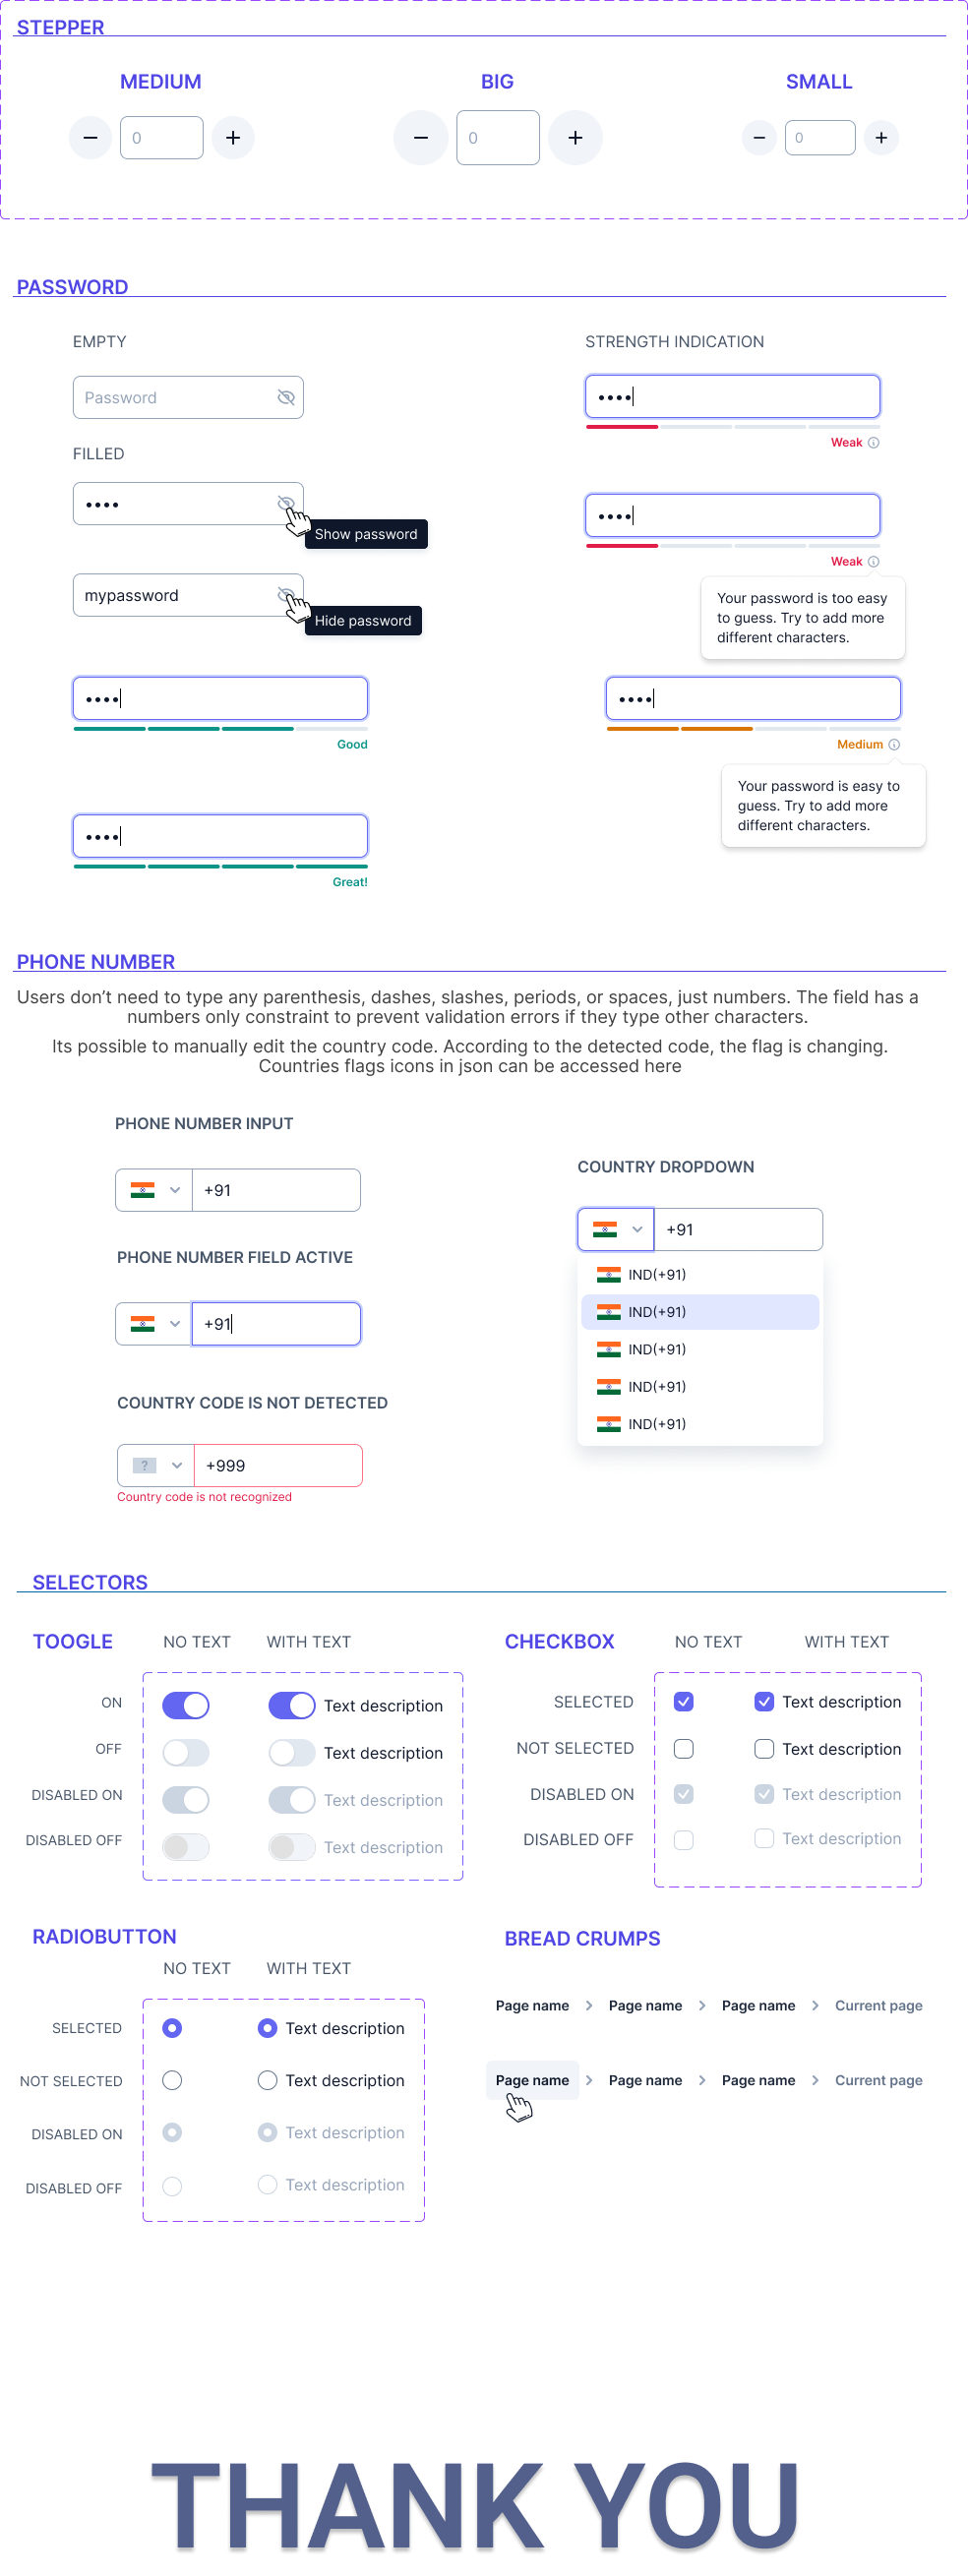 STEPPER
MEDIUM
BIG
SMALL
0
0
0
PASSWORD
EMPTY
Password
FILLED
Show password
mypassword
Hide password
Good
Great!
STRENGTH INDICATION
Weak
Weak
Your password is too easy
to guess. Try to add more
different characters.
Medium
Your password is easy to
guess. Try to add more
different characters.
PHONE NUMBER
Users don’t need to type any parenthesis, dashes, slashes, periods, or spaces, just numbers. The field has a
numbers only constraint to prevent validation errors if they type other characters.
Its possible to manually edit the country code. According to the detected code, the flag is changing.
Countries flags icons in json can be accessed here
PHONE NUMBER INPUT
+91
PHONE NUMBER FIELD ACTIVE
+91
COUNTRY CODE IS NOT DETECTED
? +999
Country code is not recognized
COUNTRY DROPDOWN
+91
IND(+91)
IND(+91)
IND(+91)
IND(+91)
IND(+91)
SELECTORS
TOOGLE NO TEXT WITH TEXT
ON Text description
OFF Text description
DISABLED ON Text description
DISABLED OFF Text description
CHECKBOX NO TEXT WITH TEXT
SELECTED Text description
NOT SELECTED Text description
DISABLED ON Text description
DISABLED OFF Text description
RADIOBUTTON
NO TEXT WITH TEXT
SELECTED Text description
NOT SELECTED Text description
DISABLED ON Text description
DISABLED OFF Text description
BREAD CRUMPS
Page name > Page name > Page name > Current page
Page name > Page name > Page name > Current page
THANK YOU